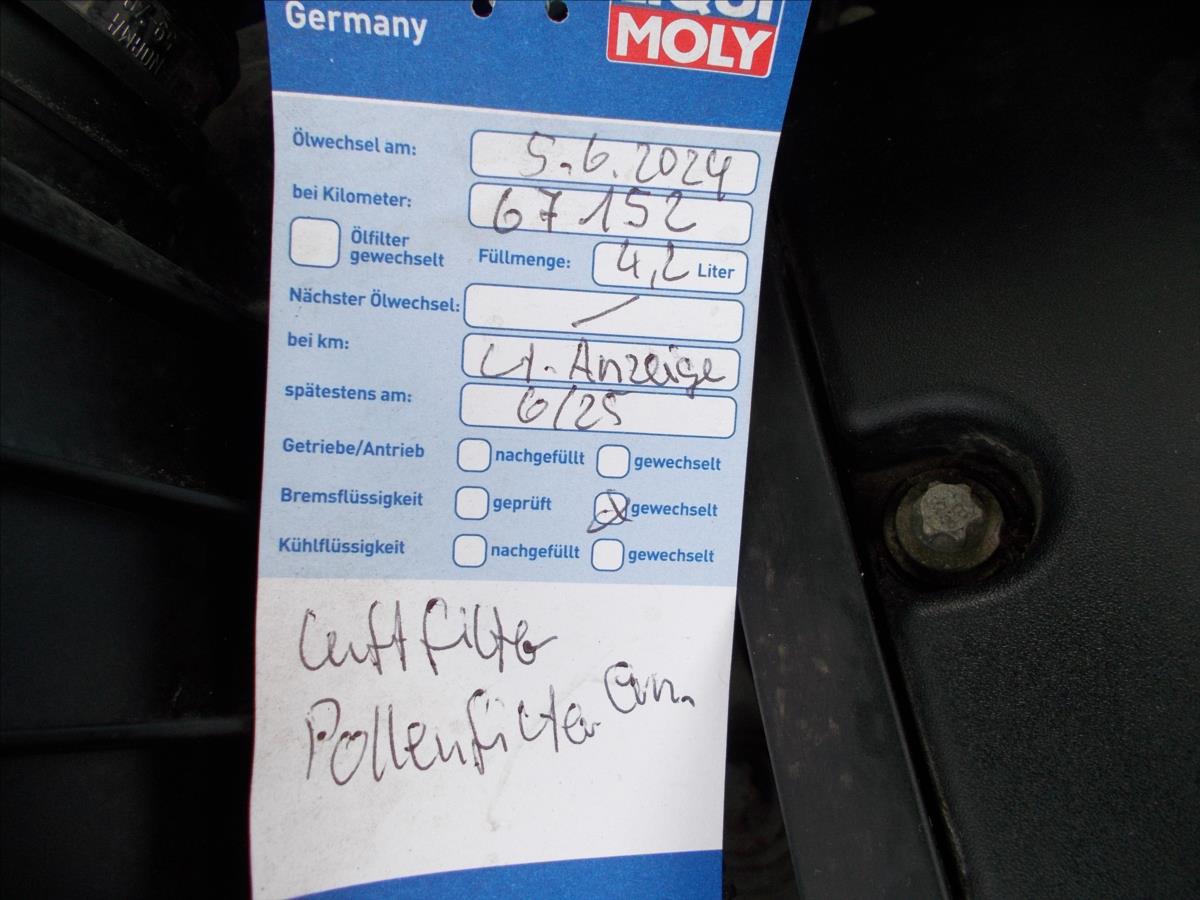 Germany
LIQUI
MOLY
Ölwechsel am: 5.6.2024
bei Kilometer: 67152
Ölfilter
gewechselt
Füllmenge: 4,2 Liter
Nächster Ölwechsel: /
bei km: Anzeige
spätestens am: 6/25
Getriebe/Antrieb nachgefüllt gewechselt
Bremsflüssigkeit geprüft gewechselt
Kühlflüssigkeit nachgefüllt gewechselt
Luftfilter
Pollenfilter